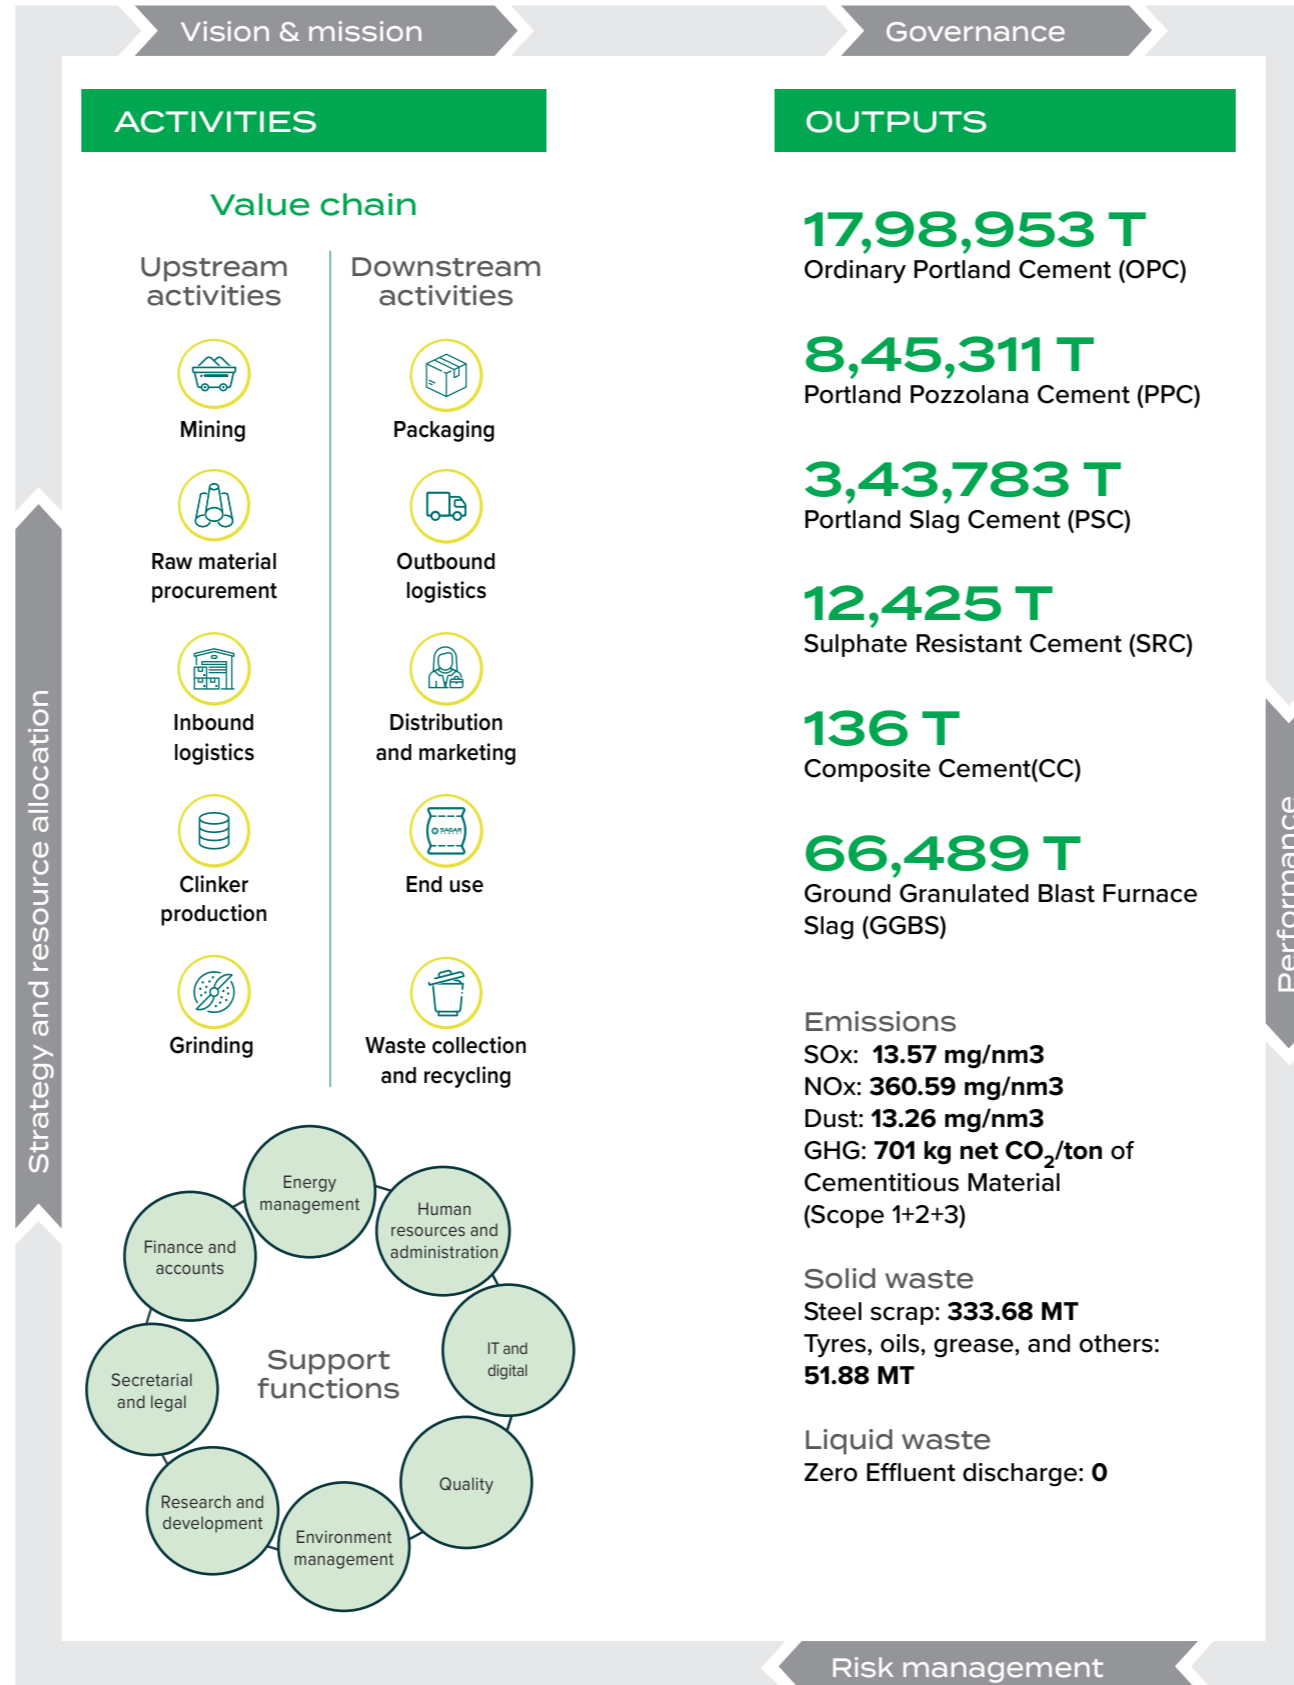 Vision & mission
Governance
ACTIVITIES
Value chain
Upstream
activities
Mining
Raw material
procurement
Inbound
logistics
Clinker
production
Grinding
Downstream
activities
Packaging
Outbound
logistics
Distribution
and marketing
SAGAR
CEMENT
End use
Waste collection
and recycling
Support
functions
Energy
management
Human
resources and
administration
IT and
digital
Quality
Environment
management
Research and
development
Secretarial
and legal
Finance and
accounts
OUTPUTS
17,98,953 T
Ordinary Portland Cement (OPC)
8,45,311 T
Portland Pozzolana Cement (PPC)
3,43,783 T
Portland Slag Cement (PSC)
12,425 T
Sulphate Resistant Cement (SRC)
136 T
Composite Cement(CC)
66,489 T
Ground Granulated Blast Furnace
Slag (GGBS)
Emissions
SOx: 13.57 mg/nm3
NOx: 360.59 mg/nm3
Dust: 13.26 mg/nm3
GHG: 701 kg net CO₂/ton of
Cementitious Material
(Scope 1+2+3)
Solid waste
Steel scrap: 333.68 MT
Tyres, oils, grease, and others:
51.88 MT
Liquid waste
Zero Effluent discharge: 0
Strategy and resource allocation
Performance
Risk management